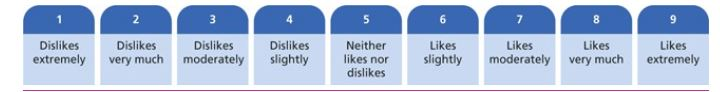 1 2 3 4 5 6 7 8 9
Dislikes Dislikes Dislikes Dislikes Neither Likes Likes Likes Likes
extremely very much moderately slightly likes nor slightly moderately very much extremely
dislikes